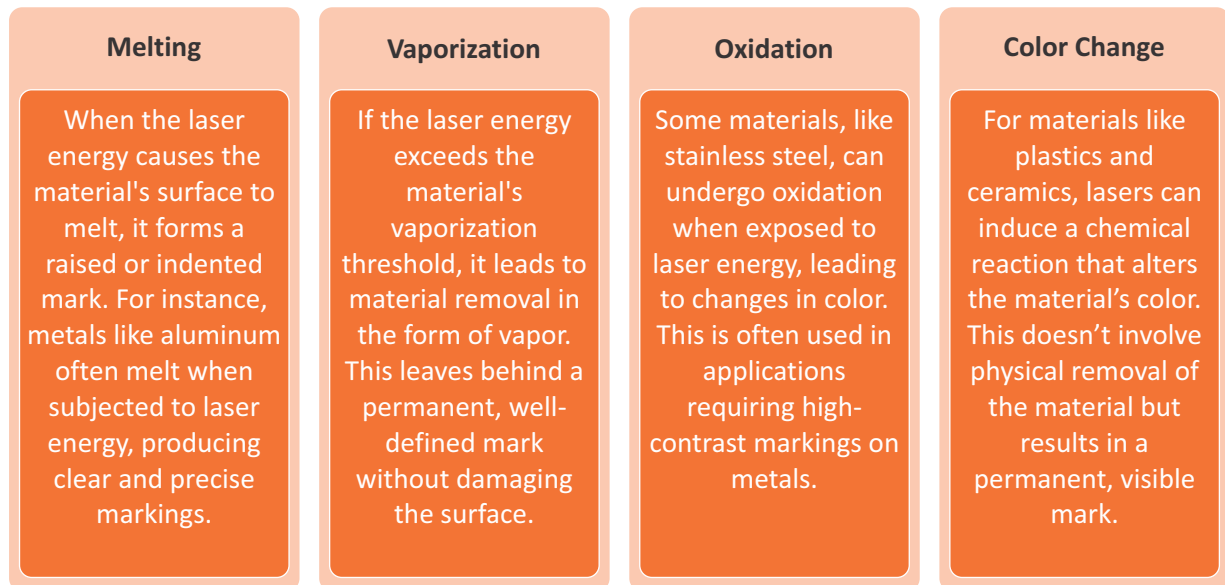 Melting
When the laser
energy causes the
material's surface to
melt, it forms a
raised or indented
mark. For instance,
metals like aluminum
often melt when
subjected to laser
energy, producing
clear and precise
markings.
Vaporization
If the laser energy
exceeds the
material's
vaporization
threshold, it leads to
material removal in
the form of vapor.
This leaves behind a
permanent, well-
defined mark
without damaging
the surface.
Oxidation
Some materials, like
stainless steel, can
undergo oxidation
when exposed to
laser energy, leading
to changes in color.
This is often used in
applications
requiring high-
contrast markings on
metals.
Color Change
For materials like
plastics and
ceramics, lasers can
induce a chemical
reaction that alters
the material’s color.
This doesn’t involve
physical removal of
the material but
results in a
permanent, visible
mark.